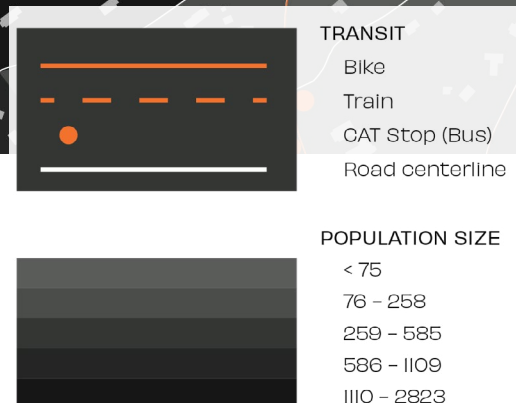 TRANSIT
Bike
Train
CAT Stop (Bus)
Road centerline
POPULATION SIZE
< 75
76 – 258
259 – 585
586 – 1109
1110 – 2823